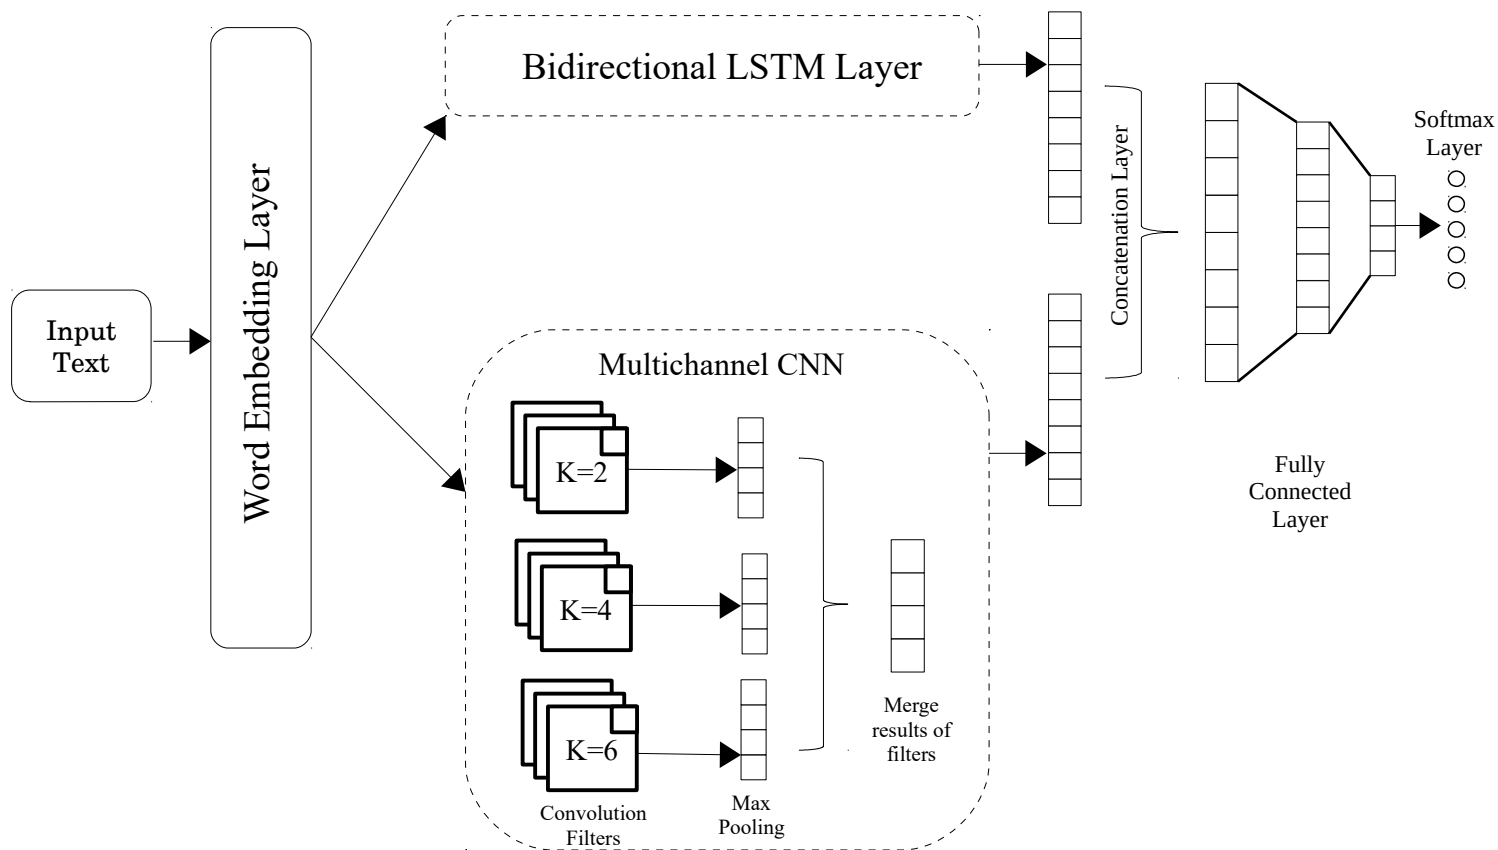 Input
Text
Word Embedding Layer
Bidirectional LSTM Layer
Multichannel CNN
K=2
K=4
K=6
Convolution
Filters
Max
Pooling
Merge
results of
filters
Concatenation Layer
Fully
Connected
Layer
Softmax
Layer